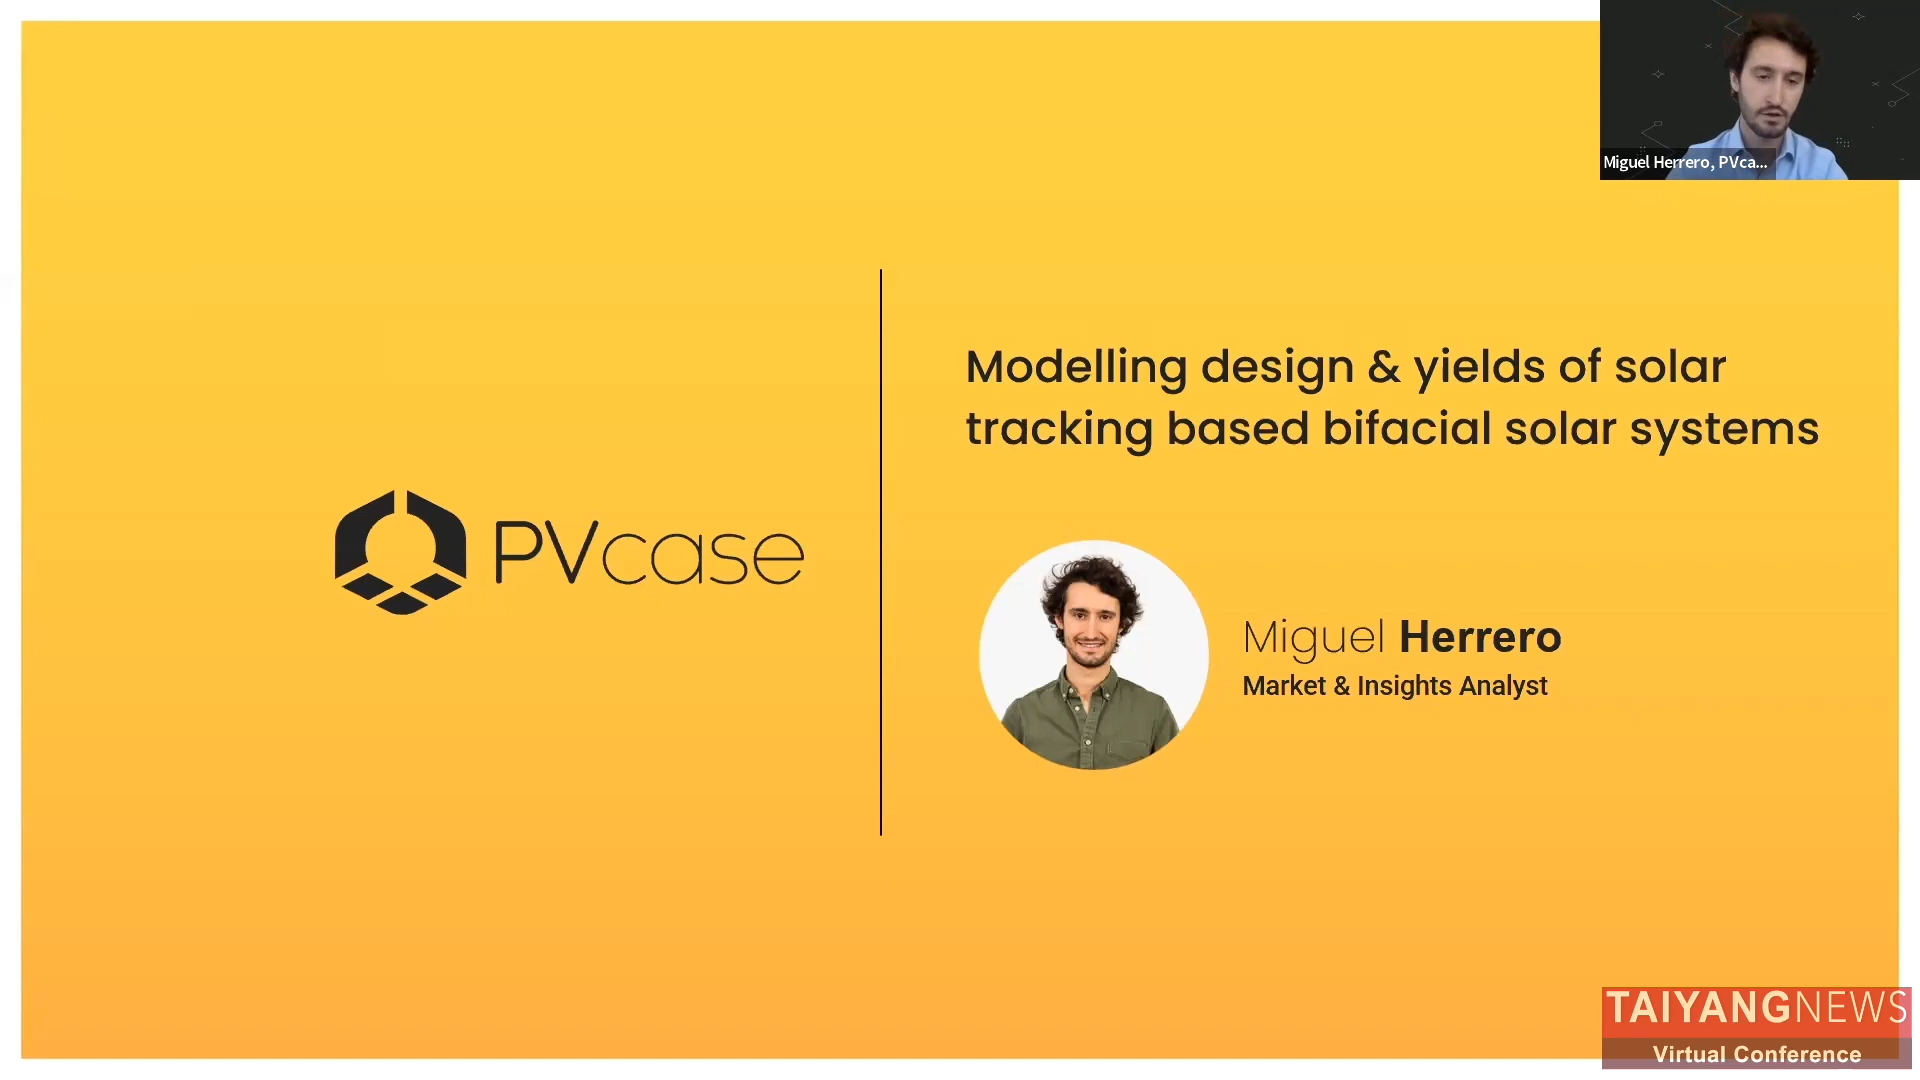 Miguel Herrero, PVca...
Modelling design & yields of solar
tracking based bifacial solar systems
PVcase
Miguel Herrero
Market & Insights Analyst
TAIYANGNEWS
Virtual Conference